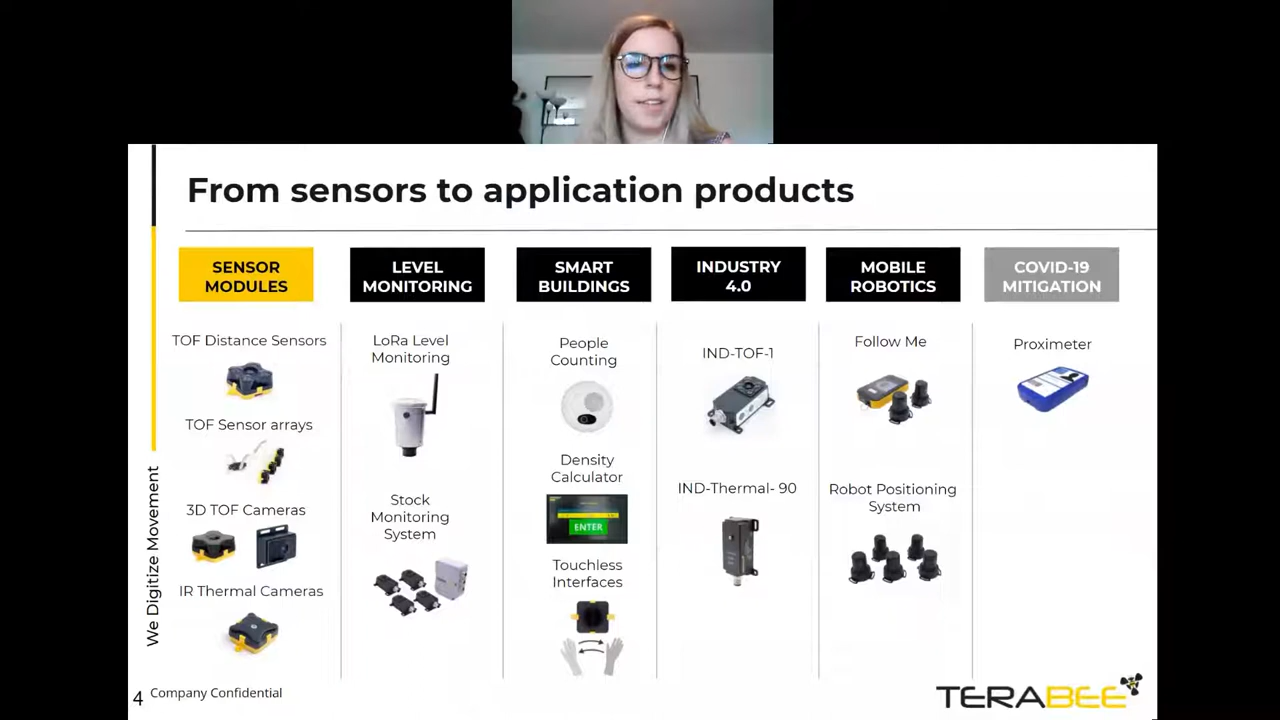 From sensors to application products
SENSOR
MODULES
TOF Distance Sensors
TOF Sensor arrays
3D TOF Cameras
IR Thermal Cameras
LEVEL
MONITORING
LoRa Level
Monitoring
Stock
Monitoring
System
SMART
BUILDINGS
People
Counting
Density
Calculator
ENTER
Touchless
Interfaces
INDUSTRY
4.0
IND-TOF-1
IND-Thermal- 90
MOBILE
ROBOTICS
Follow Me
Robot Positioning
System
COVID-19
MITIGATION
Proximeter
We Digitize Movement
4 Company Confidential
TERABEE